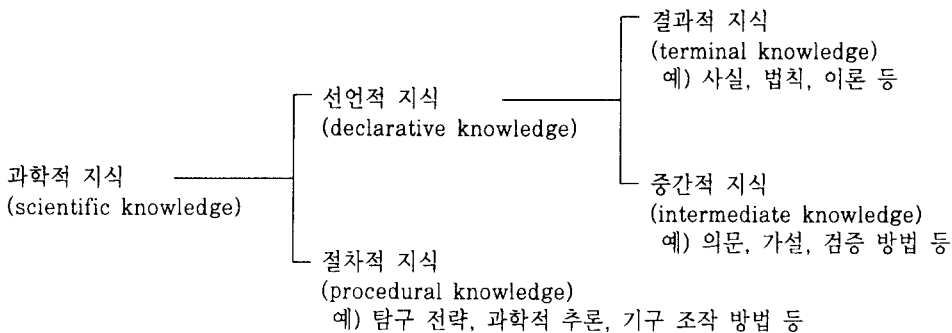 결과적 지식
(terminal knowledge)
예) 사실, 법칙, 이론 등
선언적 지식
(declarative knowledge)
과학적 지식
(scientific knowledge)
중간적 지식
(intermediate knowledge)
예) 의문, 가설, 검증 방법 등
절차적 지식
(procedural knowledge)
예) 탐구 전략, 과학적 추론, 기구 조작 방법 등